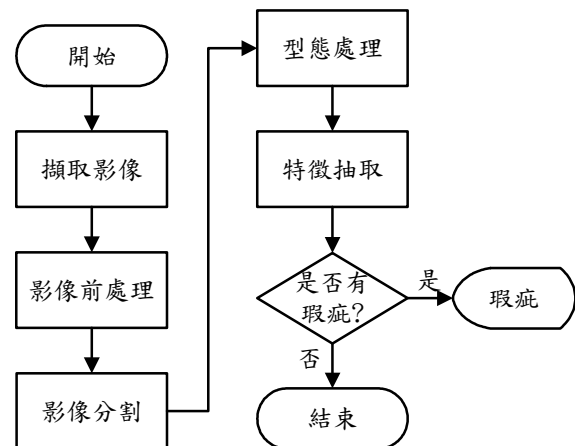 開始
擷取影像
影像前處理
影像分割
型態處理
特徵抽取
是否有
瑕疵?
是
瑕疵
否
結束